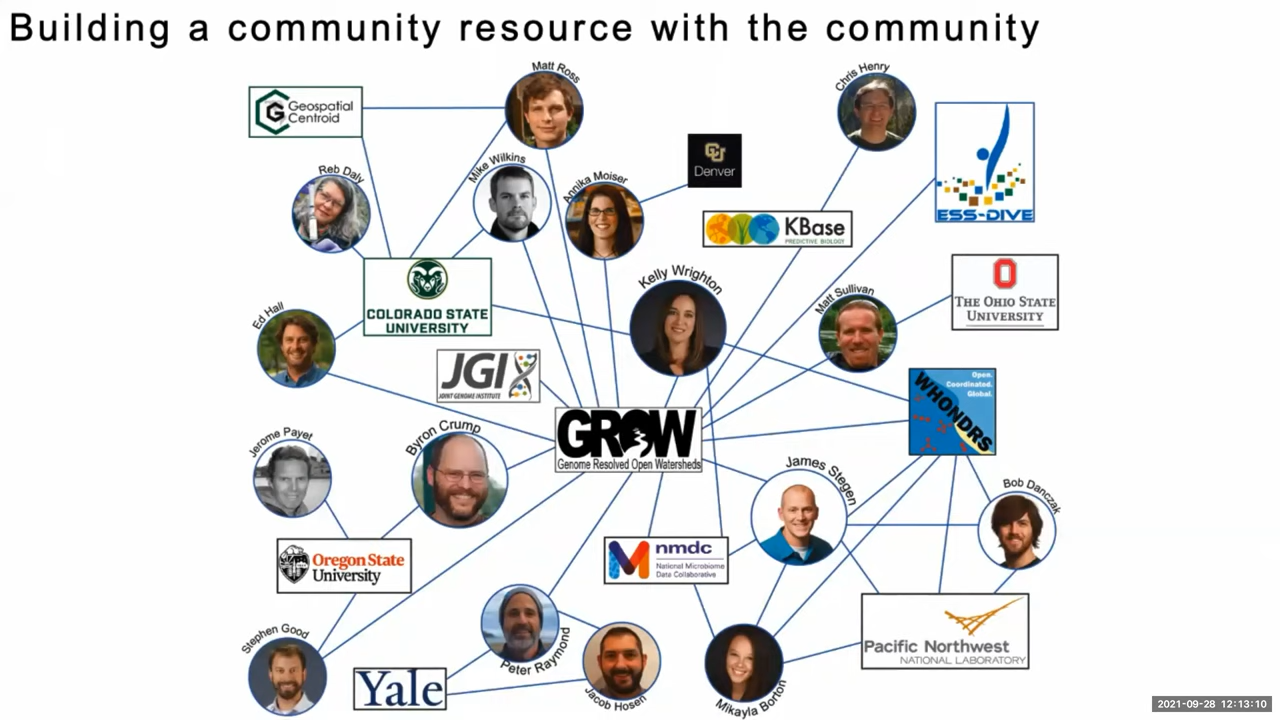 Building a community resource with the community
Matt Ross
Chris Henry
Geospatial
Centroid
Reb Daly
Mike Wilkins
Annika Moiser
CU
Denver
ESS-DIVE
KBase
PREDICTIVE BIOLOGY
Kelly Wrighton
Matt Sullivan
THE OHIO STATE
UNIVERSITY
COLORADO STATE
UNIVERSITY
Ed Hall
JGI
JOINT GENOME INSTITUTE
Open.
Coordinated.
Global.
WHONDRS
GROW
Genome Resolved Open Watersheds
Jerome Payet
Byron Crump
James Stegen
Bob Danczak
Oregon State
University
nmdc
National Microbiome
Data Collaborative
Pacific Northwest
NATIONAL LABORATORY
Stephen Good
Peter Raymond
Yale
Jacob Hosen
Mikayla Borton
2021-09-28 12:13:10